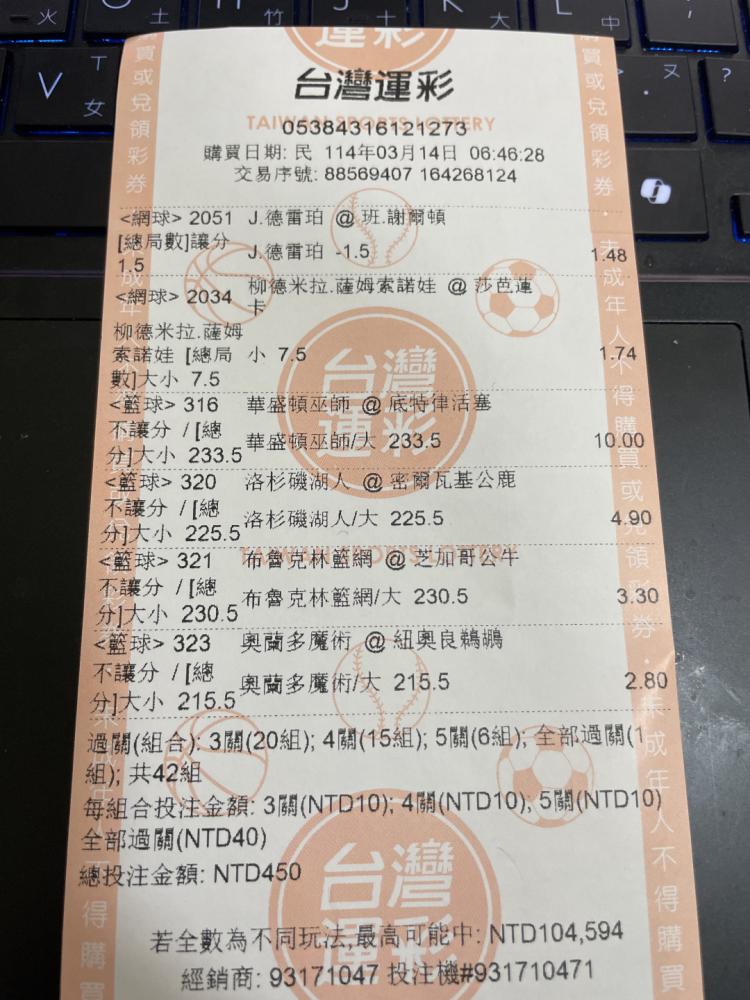 台灣運彩
TAIWAN SPORTS LOTTERY
05384316121273
購買日期: 民 114年03月14日 06:46:28
交易序號: 88569407 164268124
<網球> 2051 J.德雷珀 @ 班.謝爾頓
[總局數]讓分 J.德雷珀 -1.5 1.48
1.5
<網球> 2034 柳德米拉.薩姆索諾娃 @ 莎芭蓮
卡
柳德米拉.薩姆
索諾娃 [總局 小 7.5 1.74
數]大小 7.5
<籃球> 316 華盛頓巫師 @ 底特律活塞
不讓分 / [總
分]大小 233.5 華盛頓巫師/大 233.5 10.00
<籃球> 320 洛杉磯湖人 @ 密爾瓦基公鹿
不讓分 / [總
分]大小 225.5 洛杉磯湖人/大 225.5 4.90
<籃球> 321 布魯克林籃網 @ 芝加哥公牛
不讓分 / [總
分]大小 230.5 布魯克林籃網/大 230.5 3.30
<籃球> 323 奧蘭多魔術 @ 紐奧良鵜鶘
不讓分 / [總
分]大小 215.5 奧蘭多魔術/大 215.5 2.80
過關(組合): 3關(20組); 4關(15組); 5關(6組); 全部過關(1
組); 共42組
每組合投注金額: 3關(NTD10); 4關(NTD10); 5關(NTD10)
全部過關(NTD40)
總投注金額: NTD450
若全數為不同玩法,最高可能中: NTD104,594
經銷商: 93171047 投注機#931710471